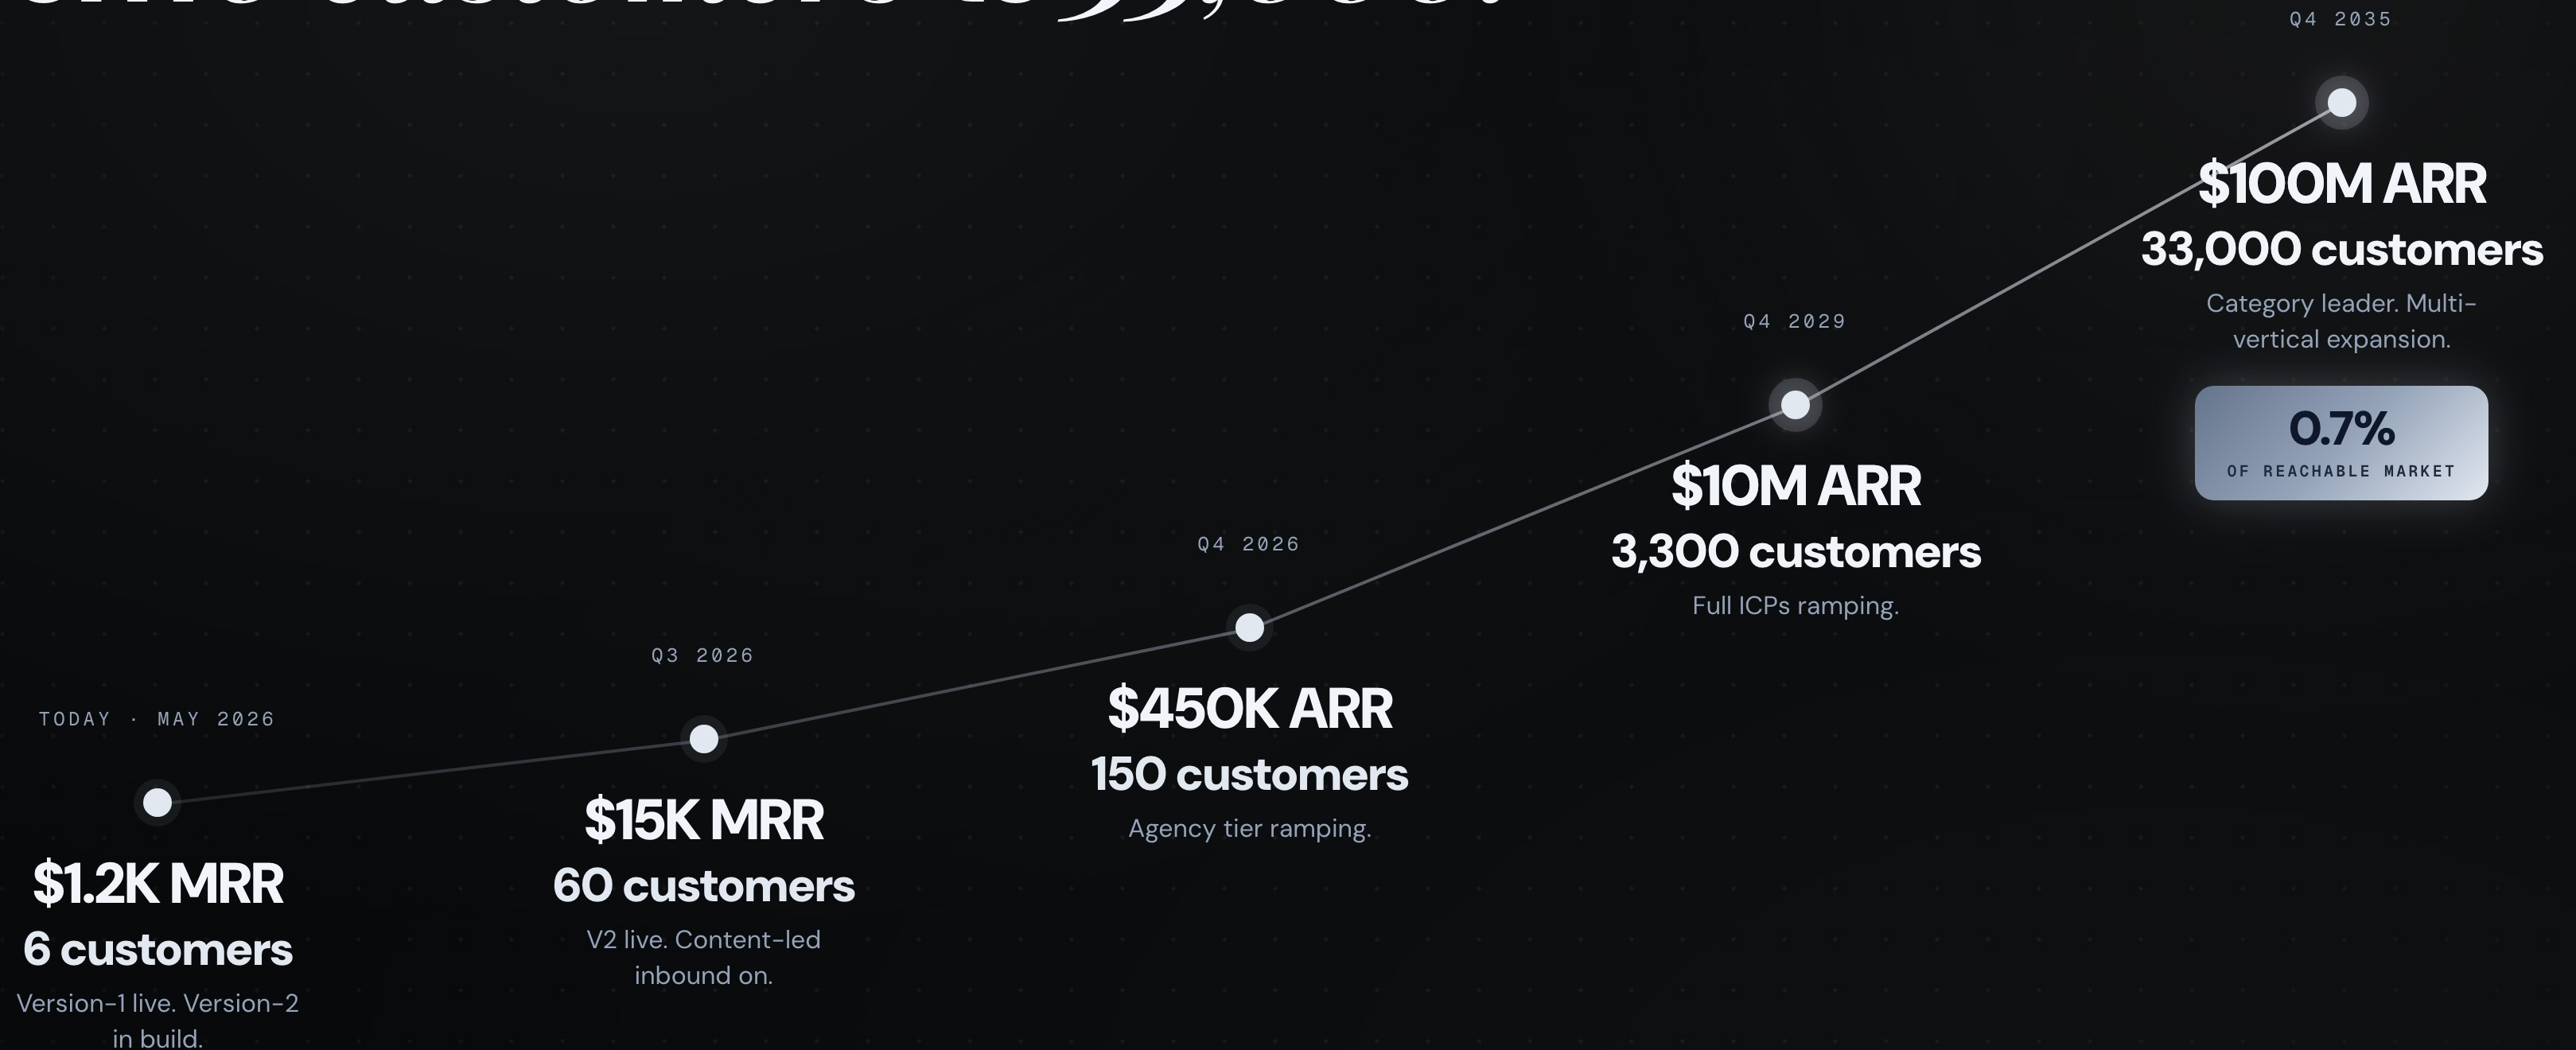 Q4 2035
$100M ARR
33,000 customers
Category leader. Multi-
vertical expansion.
0.7%
OF REACHABLE MARKET
Q4 2029
$10M ARR
3,300 customers
Full ICPs ramping.
Q4 2026
$450K ARR
150 customers
Agency tier ramping.
Q3 2026
$15K MRR
60 customers
V2 live. Content-led
inbound on.
TODAY · MAY 2026
$1.2K MRR
6 customers
Version-1 live. Version-2
in build.